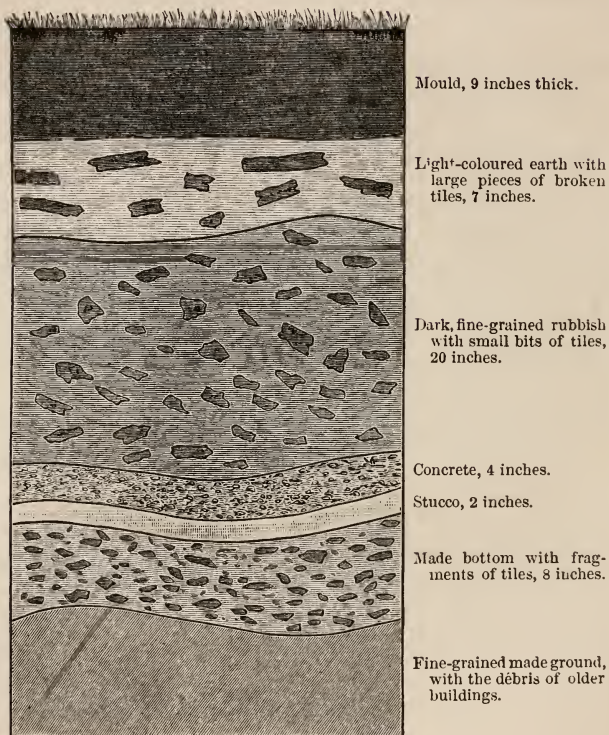 Mould, 9 inches thick.
Light-coloured earth with
large pieces of broken
tiles, 7 inches.
Dark, fine-grained rubbish
with small bits of tiles,
20 inches.
Concrete, 4 inches.
Stucco, 2 inches.
Made bottom with frag-
ments of tiles, 8 inches.
Fine-grained made ground,
with the débris of older
buildings.